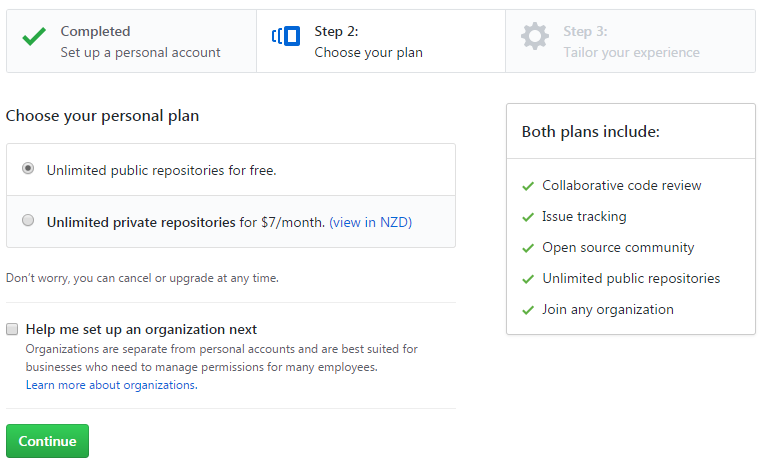 Completed
Set up a personal account
Step 2:
Choose your plan
Step 3:
Tailor your experience
Choose your personal plan
Unlimited public repositories for free.
Unlimited private repositories for $7/month. (view in NZD)
Don't worry, you can cancel or upgrade at any time.
Help me set up an organization next
Organizations are separate from personal accounts and are best suited for
businesses who need to manage permissions for many employees.
Learn more about organizations.
Continue
Both plans include:
Collaborative code review
Issue tracking
Open source community
Unlimited public repositories
Join any organization